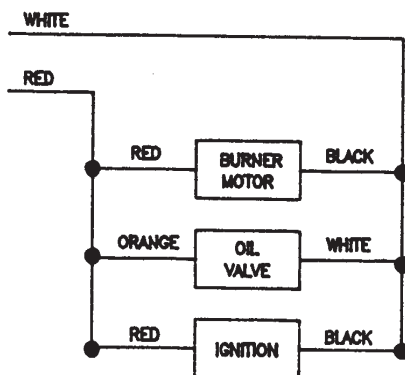 WHITE
RED
RED
BURNER
MOTOR
BLACK
ORANGE
OIL
VALVE
WHITE
RED
IGNITION
BLACK